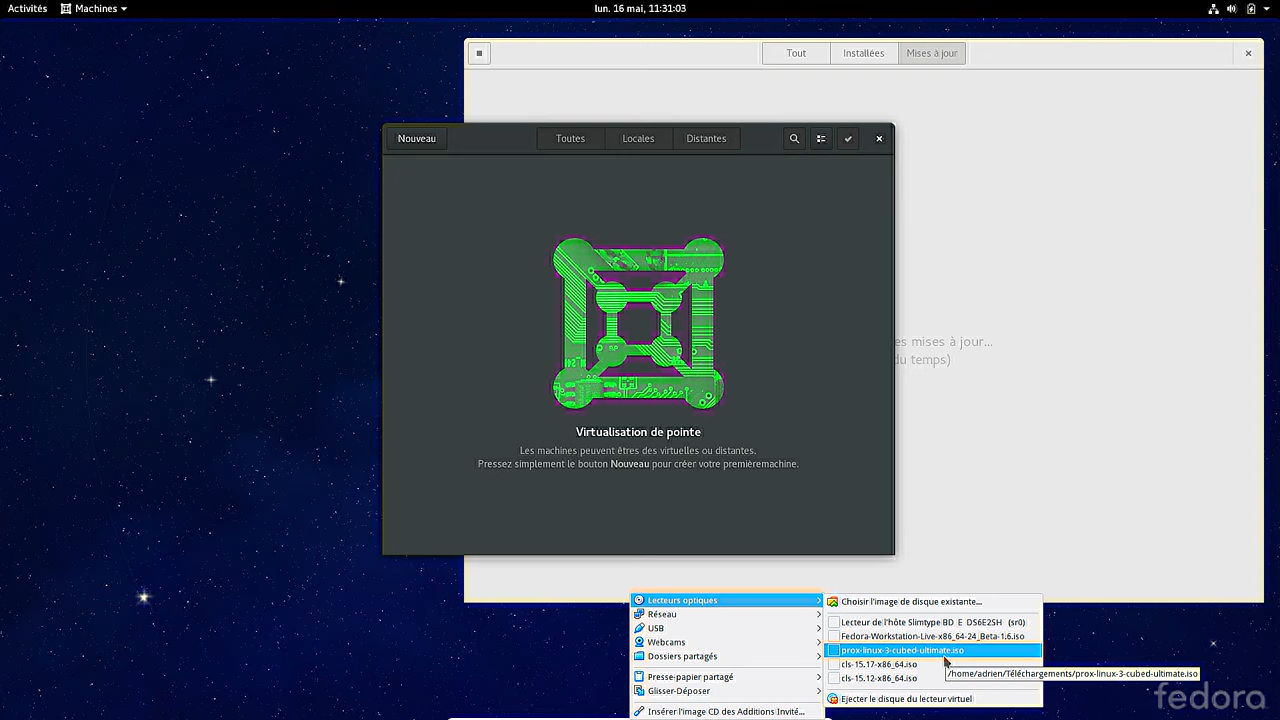 Activités Machines lun. 16 mai, 11:31:03
Tout Installées Mises à jour
Nouveau Toutes Locales Distantes
es mises à jour...
du temps)
Virtualisation de pointe
Les machines peuvent êtres des virtuelles ou distantes.
Pressez simplement le bouton Nouveau pour créer votre premièremachine.
Lecteurs optiques
Réseau
USB
Webcams
Dossiers partagés
Presse-papier partagé
Glisser-Déposer
Insérer l'image CD des Additions Invité...
Choisir l'image de disque existante...
Lecteur de l'hôte Slimtype BD E DS6E2SH (sr0)
Fedora-Workstation-Live-x86_64-24_Beta-1.6.iso
prox-linux-3-cubed-ultimate.iso
cls-15.17-x86_64.iso
cls-15.12-x86_64.iso
Ejecter le disque du lecteur virtuel
/home/adrien/Téléchargements/prox-linux-3-cubed-ultimate.iso
fedora